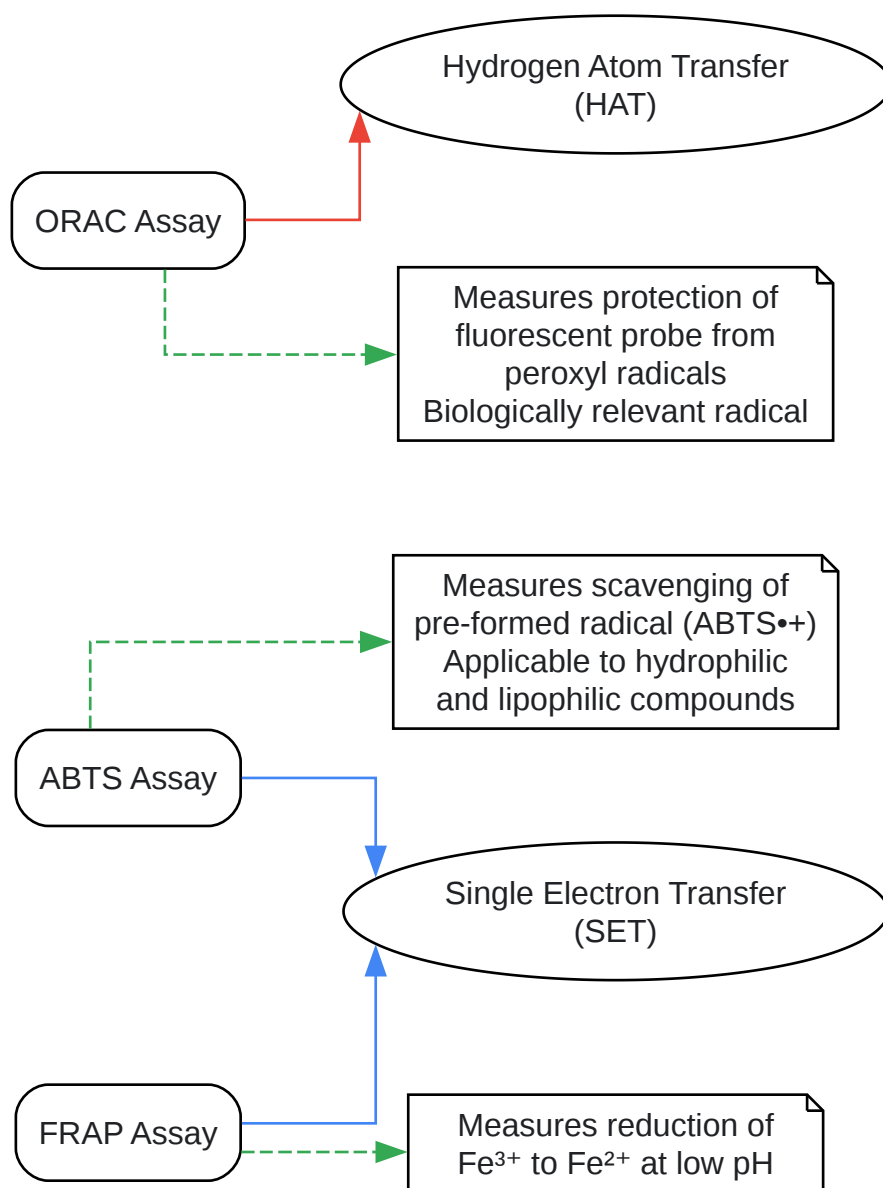 Hydrogen Atom Transfer
(HAT)
ORAC Assay
Measures protection of
fluorescent probe from
peroxyl radicals
Biologically relevant radical
Measures scavenging of
pre-formed radical (ABTS•+)
Applicable to hydrophilic
and lipophilic compounds
ABTS Assay
Single Electron Transfer
(SET)
FRAP Assay
Measures reduction of
Fe³⁺ to Fe²⁺ at low pH